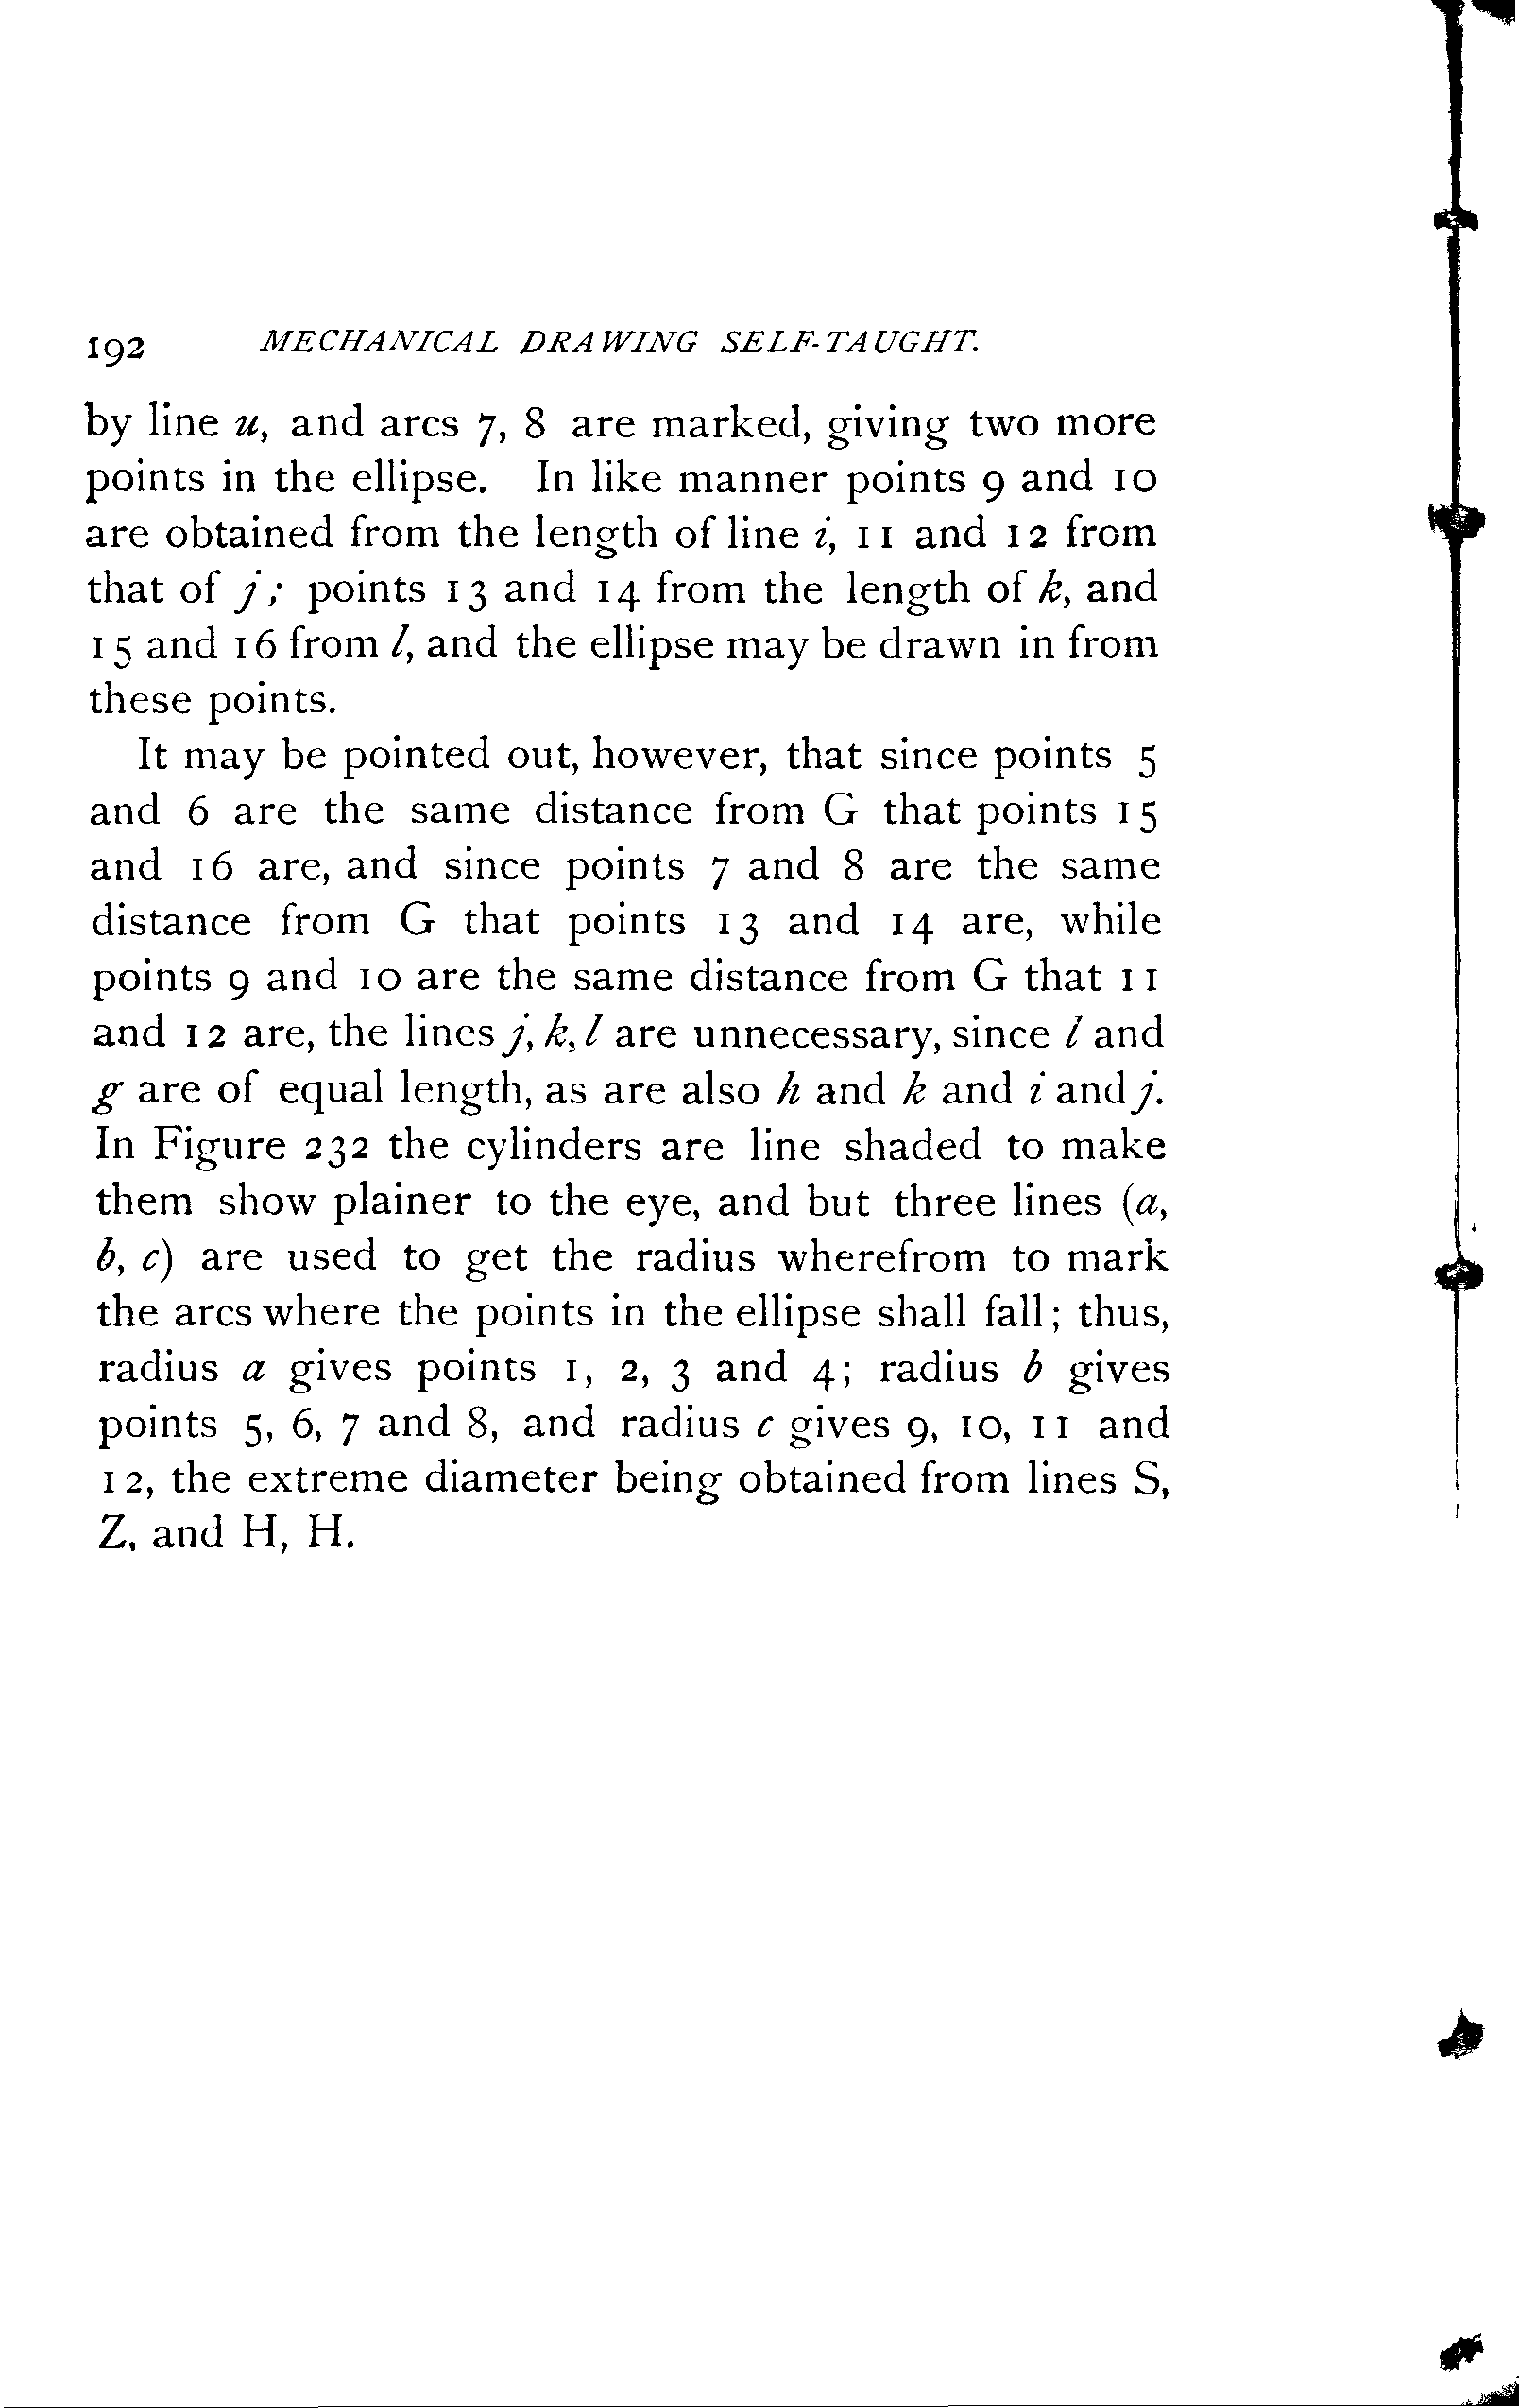 192 MECHANICAL DRAWING SELF-TAUGHT.
by line u, and arcs 7, 8 are marked, giving two more
points in the ellipse. In like manner points 9 and 10
are obtained from the length of line i, 11 and 12 from
that of j; points 13 and 14 from the length of k, and
15 and 16 from l, and the ellipse may be drawn in from
these points.
It may be pointed out, however, that since points 5
and 6 are the same distance from G that points 15
and 16 are, and since points 7 and 8 are the same
distance from G that points 13 and 14 are, while
points 9 and 10 are the same distance from G that 11
and 12 are, the lines j, k, l are unnecessary, since l and
g are of equal length, as are also h and k and i and j.
In Figure 232 the cylinders are line shaded to make
them show plainer to the eye, and but three lines (a,
b, c) are used to get the radius wherefrom to mark
the arcs where the points in the ellipse shall fall; thus,
radius a gives points 1, 2, 3 and 4; radius b gives
points 5, 6, 7 and 8, and radius c gives 9, 10, 11 and
12, the extreme diameter being obtained from lines S,
Z, and H, H.